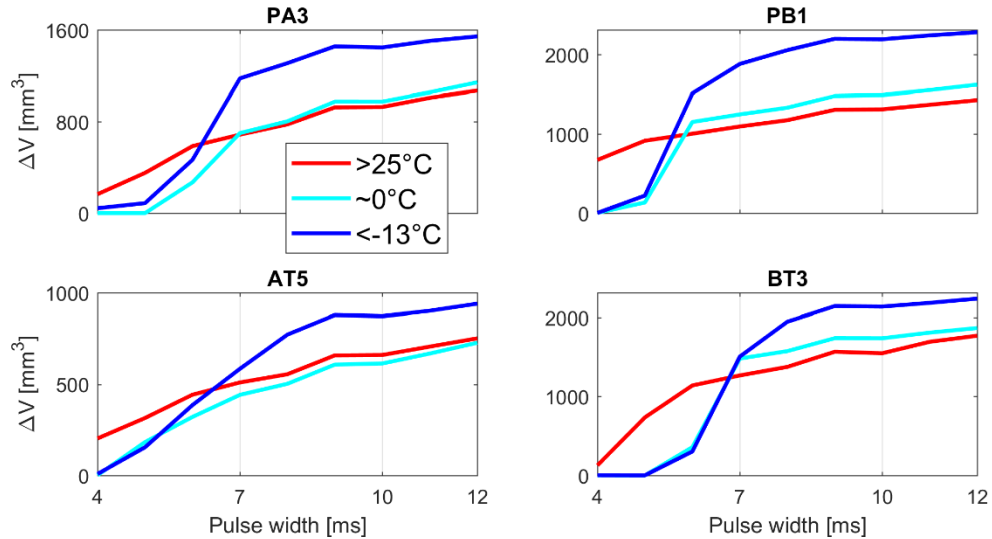 PA3
1600
800
0
ΔV [mm³]
>25°C
~0°C
<-13°C
PB1
2000
1000
0
AT5
1000
500
0
ΔV [mm³]
4 7 10 12
Pulse width [ms]
BT3
2000
1000
0
4 7 10 12
Pulse width [ms]